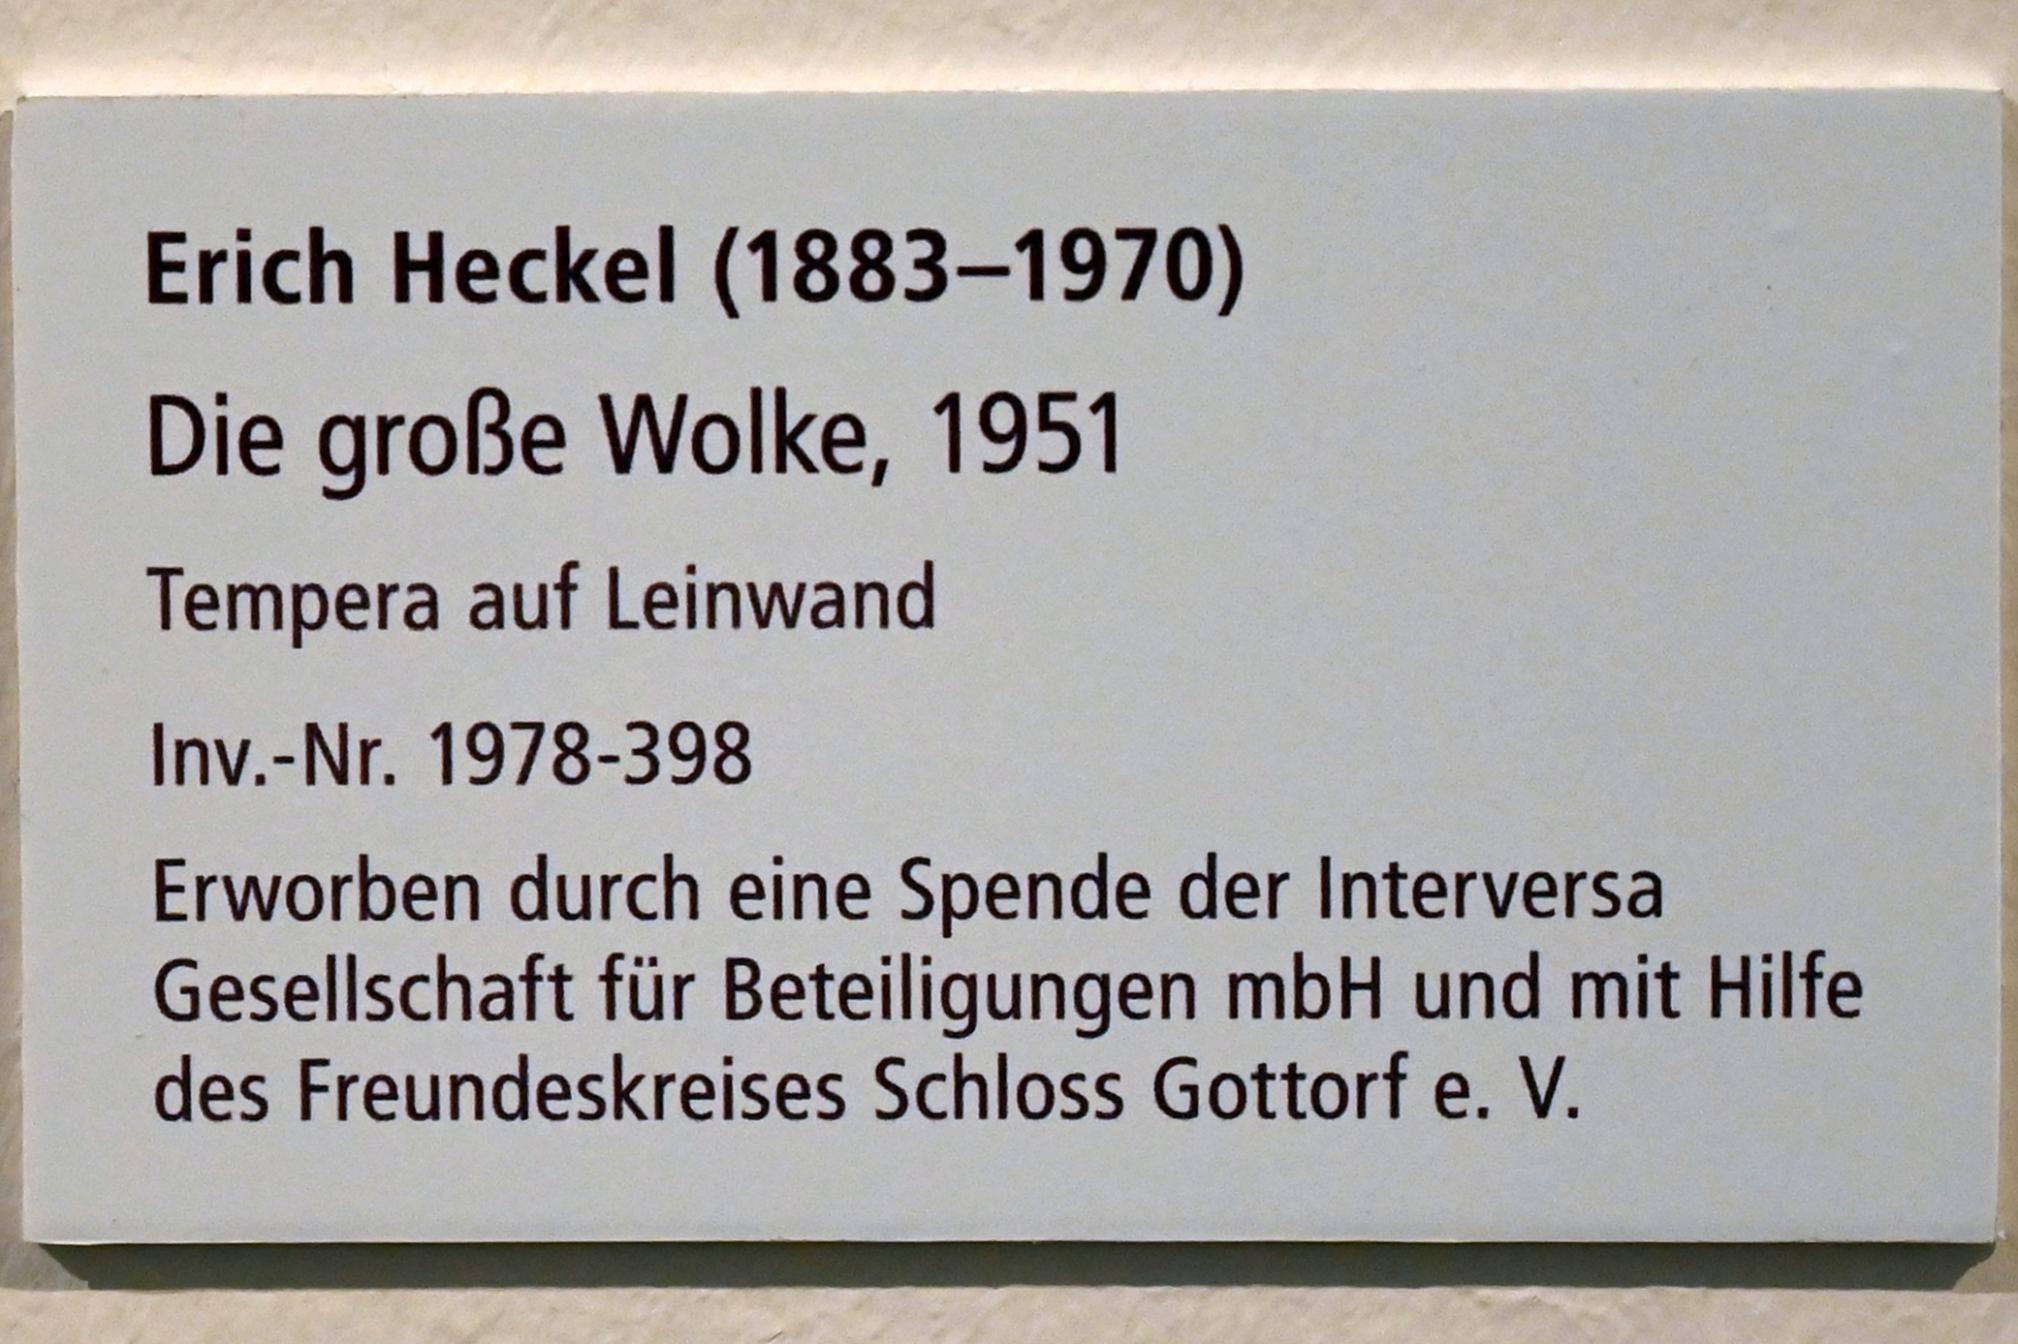 Erich Heckel (1883–1970)
Die große Wolke, 1951
Tempera auf Leinwand
Inv.-Nr. 1978-398
Erworben durch eine Spende der Interversa
Gesellschaft für Beteiligungen mbH und mit Hilfe
des Freundeskreises Schloss Gottorf e. V.